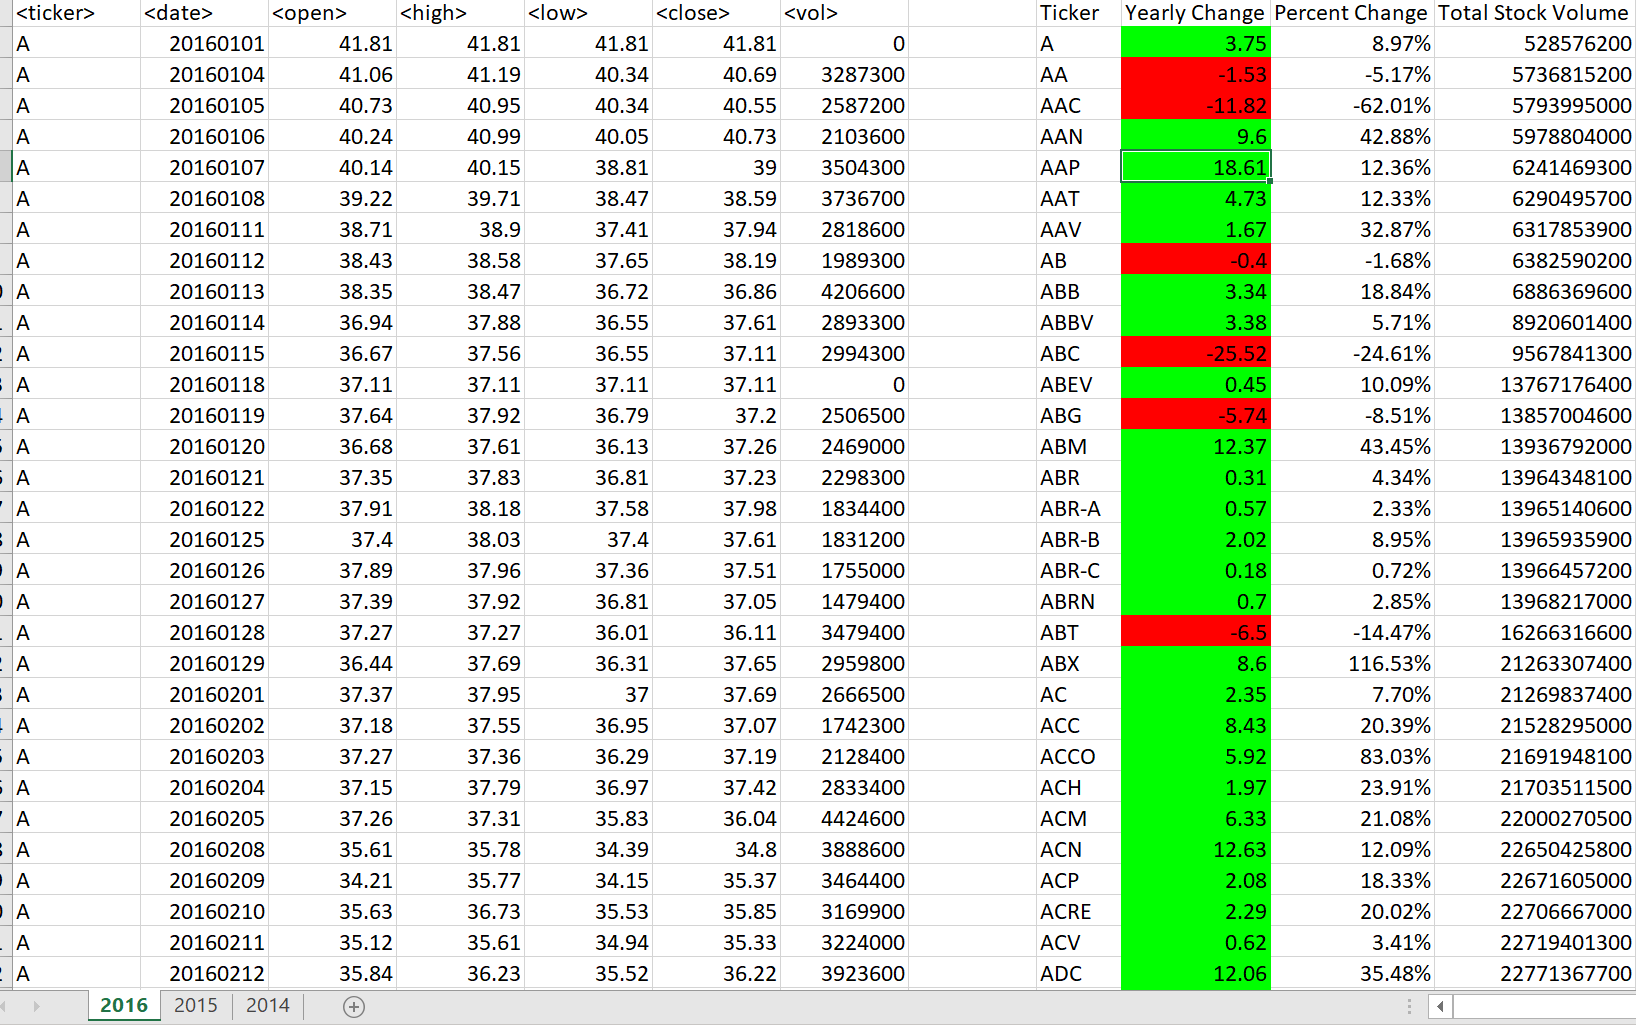 <ticker> <date> <open> <high> <low> <close> <vol> Ticker Yearly Change Percent Change Total Stock Volume
A 20160101 41.81 41.81 41.81 41.81 0 A 3.75 8.97% 528576200
A 20160104 41.06 41.19 40.34 40.69 3287300 AA -1.53 -5.17% 5736815200
A 20160105 40.73 40.95 40.34 40.55 2587200 AAC -11.82 -62.01% 5793995000
A 20160106 40.24 40.99 40.05 40.73 2103600 AAN 9.6 42.88% 5978804000
A 20160107 40.14 40.15 38.81 39 3504300 AAP 18.61 12.36% 6241469300
A 20160108 39.22 39.71 38.47 38.59 3736700 AAT 4.73 12.33% 6290495700
A 20160111 38.71 38.9 37.41 37.94 2818600 AAV 1.67 32.87% 6317853900
A 20160112 38.43 38.58 37.65 38.19 1989300 AB -0.4 -1.68% 6382590200
A 20160113 38.35 38.47 36.72 36.86 4206600 ABB 3.34 18.84% 6886369600
A 20160114 36.94 37.88 36.55 37.61 2893300 ABBV 3.38 5.71% 8920601400
A 20160115 36.67 37.56 36.55 37.11 2994300 ABC -25.52 -24.61% 9567841300
A 20160118 37.11 37.11 37.11 37.11 0 ABEV 0.45 10.09% 13767176400
A 20160119 37.64 37.92 36.79 37.2 2506500 ABG -5.74 -8.51% 13857004600
A 20160120 36.68 37.61 36.13 37.26 2469000 ABM 12.37 43.45% 13936792000
A 20160121 37.35 37.83 36.81 37.23 2298300 ABR 0.31 4.34% 13964348100
A 20160122 37.91 38.18 37.58 37.98 1834400 ABR-A 0.57 2.33% 13965140600
A 20160125 37.4 38.03 37.4 37.61 1831200 ABR-B 2.02 8.95% 13965935900
A 20160126 37.89 37.96 37.36 37.51 1755000 ABR-C 0.18 0.72% 13966457200
A 20160127 37.39 37.92 36.81 37.05 1479400 ABRN 0.7 2.85% 13968217000
A 20160128 37.27 37.27 36.01 36.11 3479400 ABT -6.5 -14.47% 16266316600
A 20160129 36.44 37.69 36.31 37.65 2959800 ABX 8.6 116.53% 21263307400
A 20160201 37.37 37.95 37 37.69 2666500 AC 2.35 7.70% 21269837400
A 20160202 37.18 37.55 36.95 37.07 1742300 ACC 8.43 20.39% 21528295000
A 20160203 37.27 37.36 36.29 37.19 2128400 ACCO 5.92 83.03% 21691948100
A 20160204 37.15 37.79 36.97 37.42 2833400 ACH 1.97 23.91% 21703511500
A 20160205 37.26 37.31 35.83 36.04 4424600 ACM 6.33 21.08% 22000270500
A 20160208 35.61 35.78 34.39 34.8 3888600 ACN 12.63 12.09% 22650425800
A 20160209 34.21 35.77 34.15 35.37 3464400 ACP 2.08 18.33% 22671605000
A 20160210 35.63 36.73 35.53 35.85 3169900 ACRE 2.29 20.02% 22706667000
A 20160211 35.12 35.61 34.94 35.33 3224000 ACV 0.62 3.41% 22719401300
A 20160212 35.84 36.23 35.52 36.22 3923600 ADC 12.06 35.48% 22771367700
2016 2015 2014